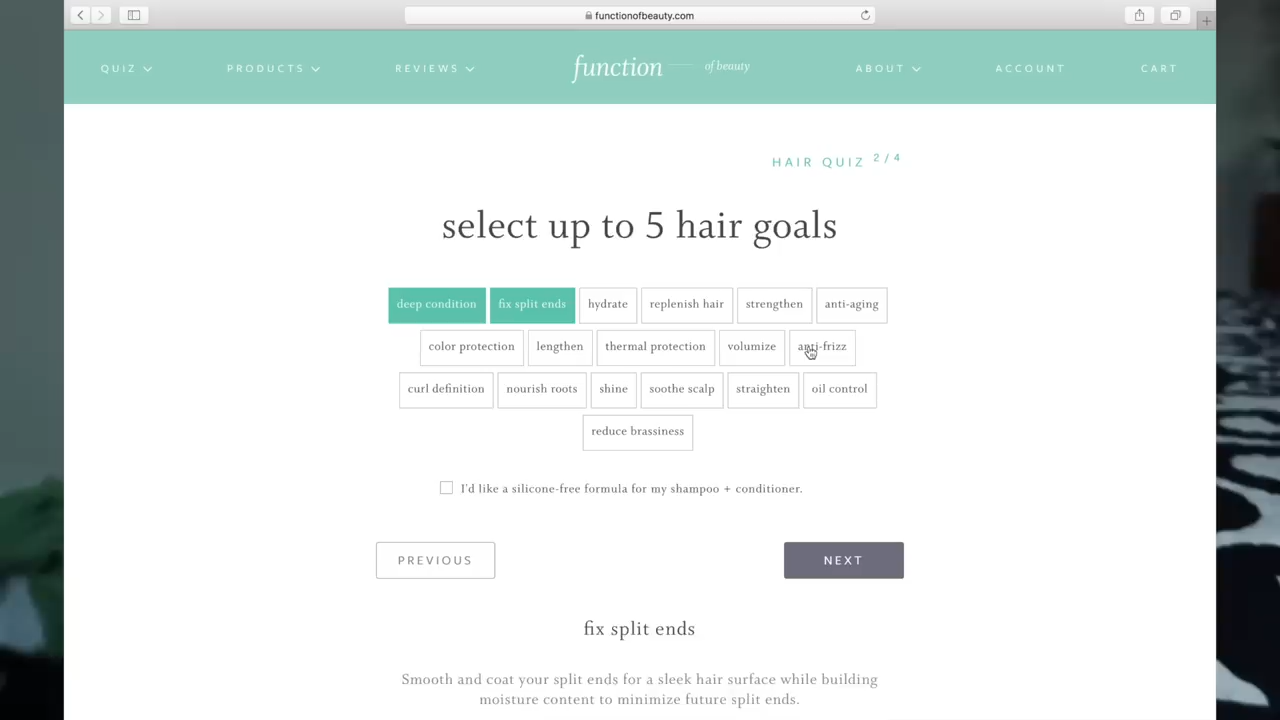 functionofbeauty.com
QUIZ PRODUCTS REVIEWS function of beauty ABOUT ACCOUNT CART
HAIR QUIZ 2/4
select up to 5 hair goals
deep condition fix split ends hydrate replenish hair strengthen anti-aging
color protection lengthen thermal protection volumize anti-frizz
curl definition nourish roots shine soothe scalp straighten oil control
reduce brassiness
I'd like a silicone-free formula for my shampoo + conditioner.
PREVIOUS NEXT
fix split ends
Smooth and coat your split ends for a sleek hair surface while building
moisture content to minimize future split ends.